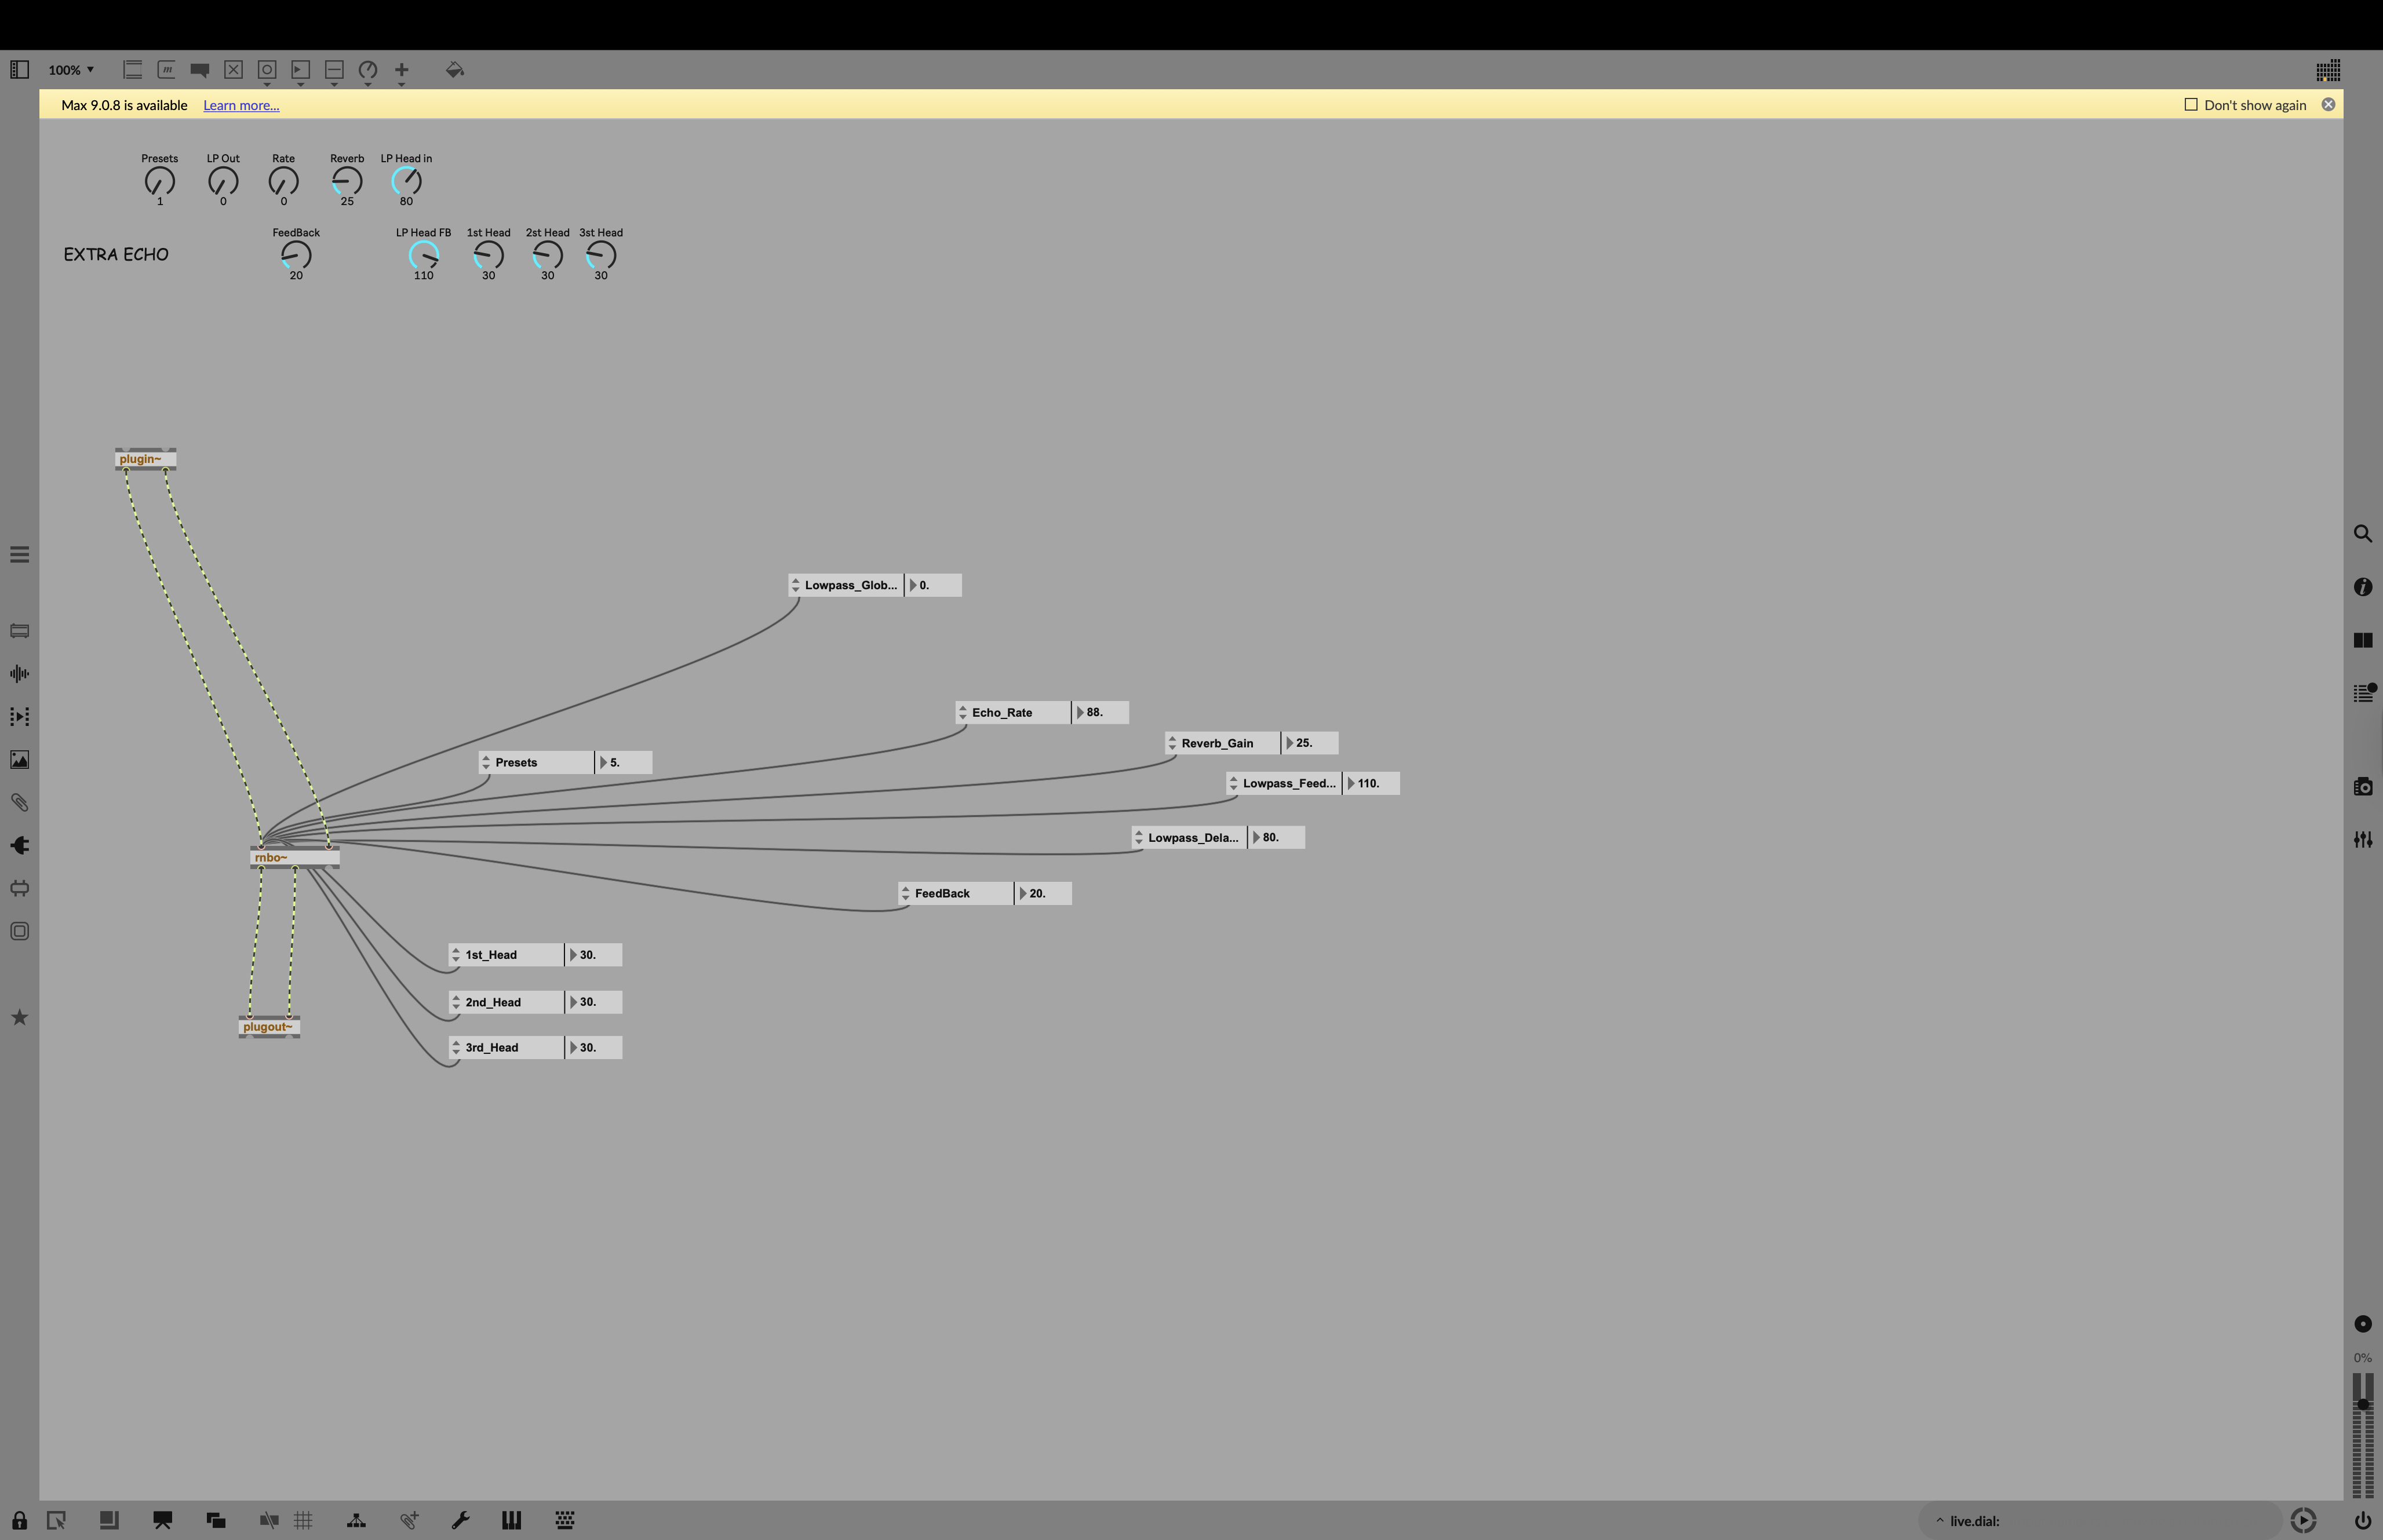 100%
m
Max 9.0.8 is available Learn more... Don't show again
Presets LP Out Rate Reverb LP Head in
1 0 0 25 80
FeedBack LP Head FB 1st Head 2st Head 3st Head
EXTRA ECHO
20 110 30 30 30
plugin~
Lowpass_Glob... 0.
Echo_Rate 88.
Reverb_Gain 25.
Presets 5.
Lowpass_Feed... 110.
Lowpass_Dela... 80.
rnbo~
FeedBack 20.
1st_Head 30.
2nd_Head 30.
plugout~
3rd_Head 30.
0%
live.dial: